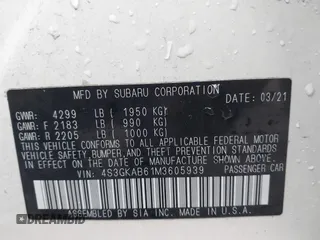 MFD BY SUBARU CORPORATION DATE: 03/21
GVWR: 4299 LB ( 1950 KG)
GAWR: F 2183 LB ( 990 KG)
GAWR: R 2205 LB ( 1000 KG)
THIS VEHICLE CONFORMS TO ALL APPLICABLE FEDERAL MOTOR
VEHICLE SAFETY, BUMPER, AND THEFT PREVENTION STANDARDS
IN EFFECT ON THE DATE OF MANUFACTURE SHOWN ABOVE.
VIN: 4S3GKAB61M3605939 PASSENGER CAR
ASSEMBLED BY SIA INC. MADE IN U.S.A.
DREAMBID